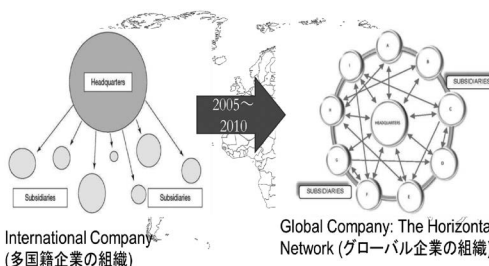 Headquarters
Subsidiaries
Subsidiaries
International Company
(多国籍企業の組織)
2005～
2010
SUBSIDIARIES
HEADQUARTERS
SUBSIDIARIES
Global Company: The Horizonta
Network (グローバル企業の組織)